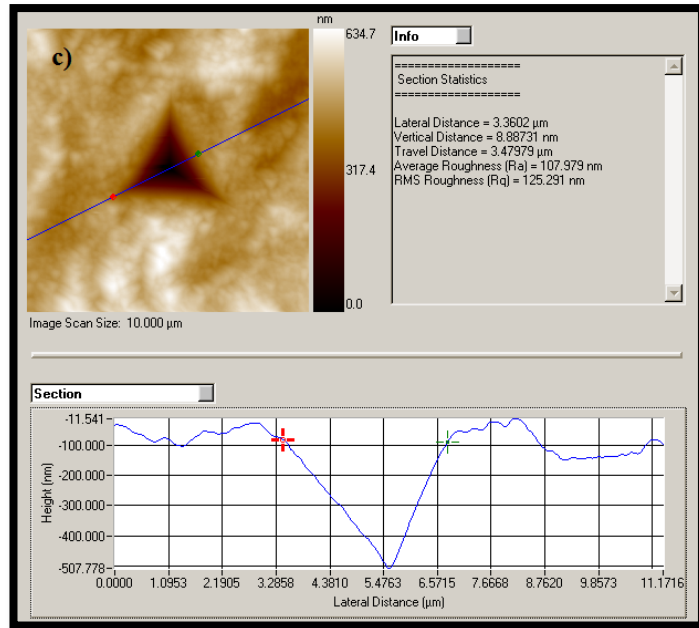 c)
nm
634.7
317.4
0.0
Image Scan Size: 10.000 µm
Info
===================
Section Statistics
===================
Lateral Distance = 3.3602 µm
Vertical Distance = 8.88731 nm
Travel Distance = 3.47979 µm
Average Roughness (Ra) = 107.979 nm
RMS Roughness (Rq) = 125.291 nm
Section
Height (nm)
-11.541
-100.000
-200.000
-300.000
-400.000
-507.778
0.0000 1.0953 2.1905 3.2858 4.3810 5.4763 6.5715 7.6668 8.7620 9.8573 11.1716
Lateral Distance (µm)